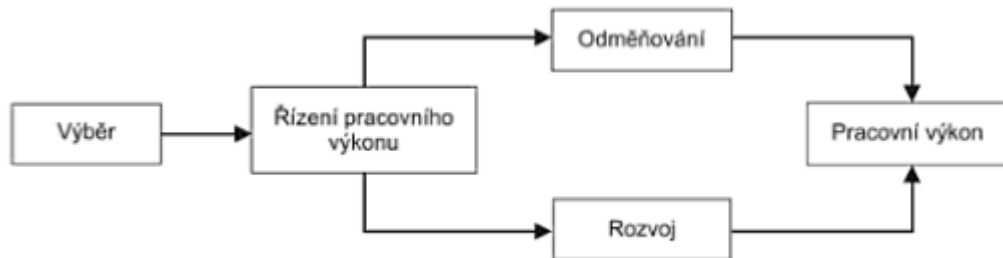 Odměňování
Výběr
Řízení pracovního
výkonu
Pracovní výkon
Rozvoj